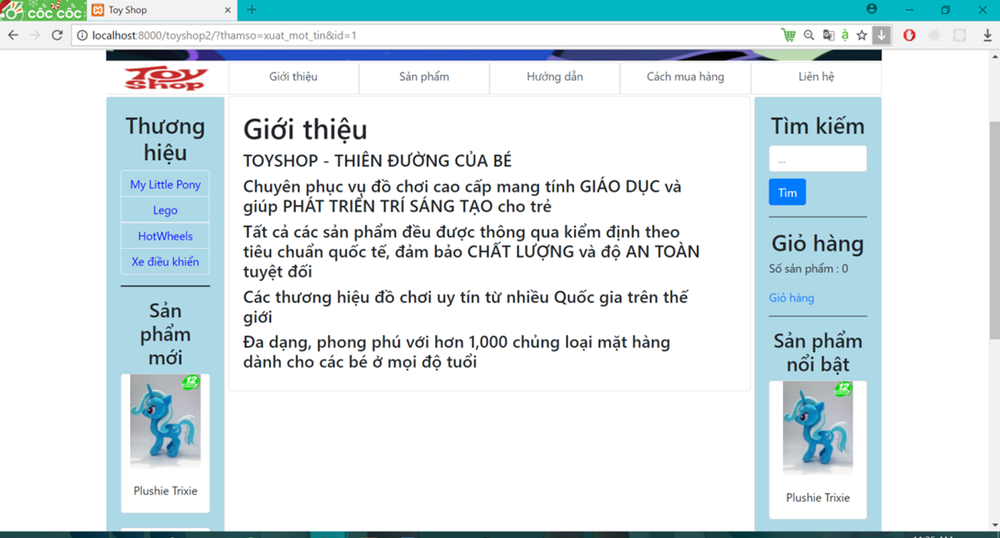 CỐC CỐC
Toy Shop
localhost:8000/toyshop2/?thamso=xuat_mot_tin&id=1
Toy
Shop
Giới thiệu
Sản phẩm
Hướng dẫn
Cách mua hàng
Liên hệ
Thương
hiệu
My Little Pony
Lego
HotWheels
Xe điều khiển
Sản
phẩm
mới
12
Plushie Trixie
Giới thiệu
TOYSHOP - THIÊN ĐƯỜNG CỦA BÉ
Chuyên phục vụ đồ chơi cao cấp mang tính GIÁO DỤC và
giúp PHÁT TRIỂN TRÍ SÁNG TẠO cho trẻ
Tất cả các sản phẩm đều được thông qua kiểm định theo
tiêu chuẩn quốc tế, đảm bảo CHẤT LƯỢNG và độ AN TOÀN
tuyệt đối
Các thương hiệu đồ chơi uy tín từ nhiều Quốc gia trên thế
giới
Đa dạng, phong phú với hơn 1,000 chủng loại mặt hàng
dành cho các bé ở mọi độ tuổi
Tìm kiếm
...
Tìm
Giỏ hàng
Số sản phẩm : 0
Giỏ hàng
Sản phẩm
nổi bật
12
Plushie Trixie